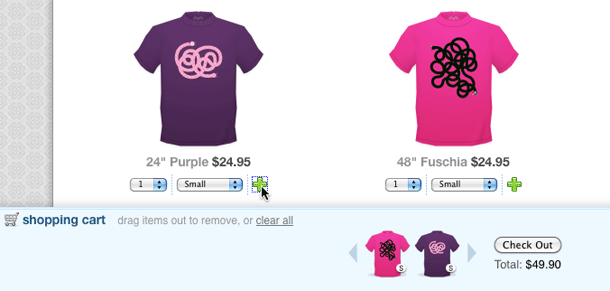 24" Purple $24.95
48" Fuschia $24.95
1 Small
1 Small
shopping cart drag items out to remove, or clear all
S S
Check Out
Total: $49.90